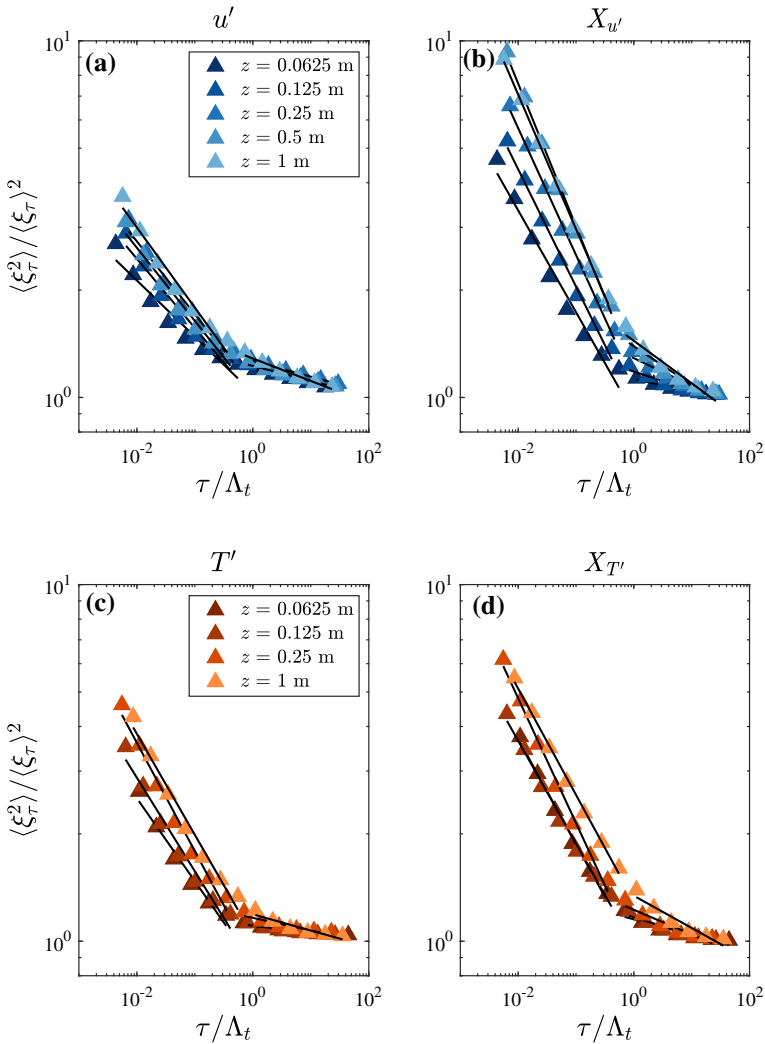 u′
X_{u′}
(a)
z = 0.0625 m
z = 0.125 m
z = 0.25 m
z = 0.5 m
z = 1 m
(b)
10^1
10^0
⟨ξ_τ^2⟩/⟨ξ_τ⟩^2
10^{-2} 10^0 10^2
τ/Λ_t
10^1
10^0
10^{-2} 10^0 10^2
τ/Λ_t
T′
X_{T′}
(c)
z = 0.0625 m
z = 0.125 m
z = 0.25 m
z = 1 m
(d)
10^1
10^0
⟨ξ_τ^2⟩/⟨ξ_τ⟩^2
10^{-2} 10^0 10^2
τ/Λ_t
10^1
10^0
10^{-2} 10^0 10^2
τ/Λ_t